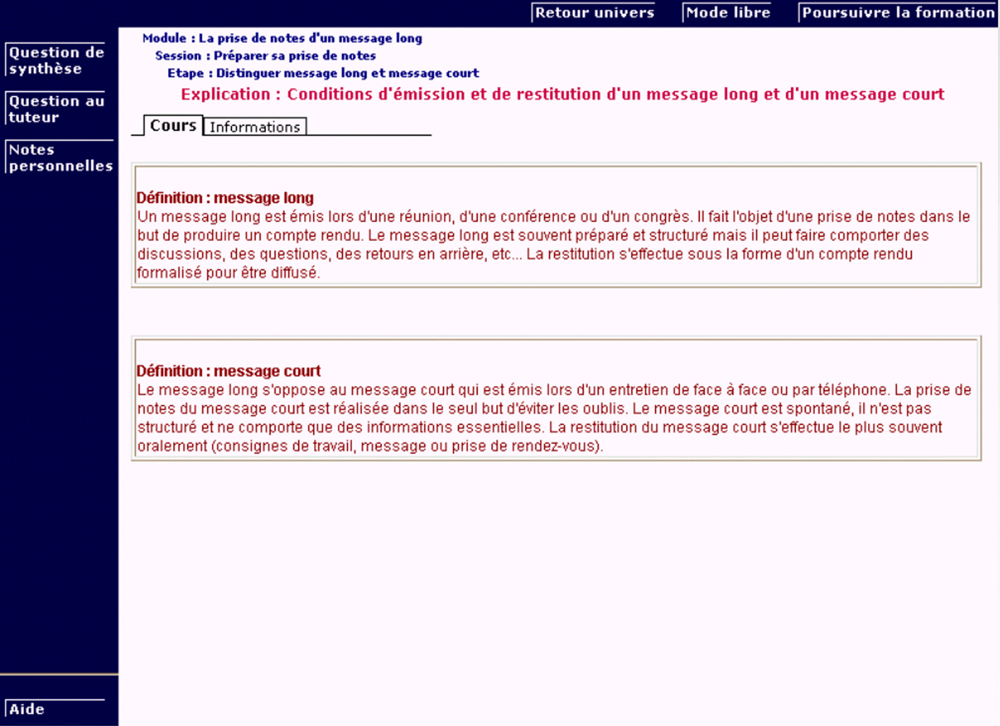 Retour univers
Mode libre
Poursuivre la formation
Question de
synthèse
Question au
tuteur
Notes
personnelles
Aide
Module : La prise de notes d'un message long
Session : Préparer sa prise de notes
Etape : Distinguer message long et message court
Explication : Conditions d'émission et de restitution d'un message long et d'un message court
Cours
Informations
Définition : message long
Un message long est émis lors d'une réunion, d'une conférence ou d'un congrès. Il fait l'objet d'une prise de notes dans le
but de produire un compte rendu. Le message long est souvent préparé et structuré mais il peut faire comporter des
discussions, des questions, des retours en arrière, etc... La restitution s'effectue sous la forme d'un compte rendu
formalisé pour être diffusé.
Définition : message court
Le message long s'oppose au message court qui est émis lors d'un entretien de face à face ou par téléphone. La prise de
notes du message court est réalisée dans le seul but d'éviter les oublis. Le message court est spontané, il n'est pas
structuré et ne comporte que des informations essentielles. La restitution du message court s'effectue le plus souvent
oralement (consignes de travail, message ou prise de rendez-vous).